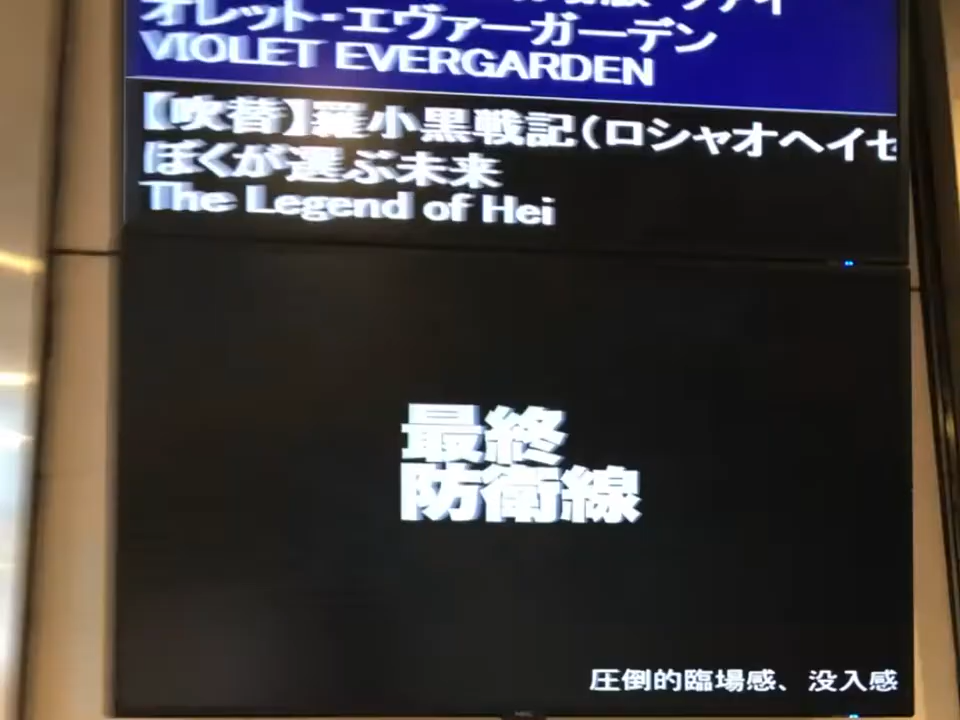 オレット・エヴァーガーデン
VIOLET EVERGARDEN
【吹替】羅小黒戦記(ロシャオヘイセ
ぼくが選ぶ未来
The Legend of Hei
最終
防衛線
圧倒的臨場感、没入感
NEC